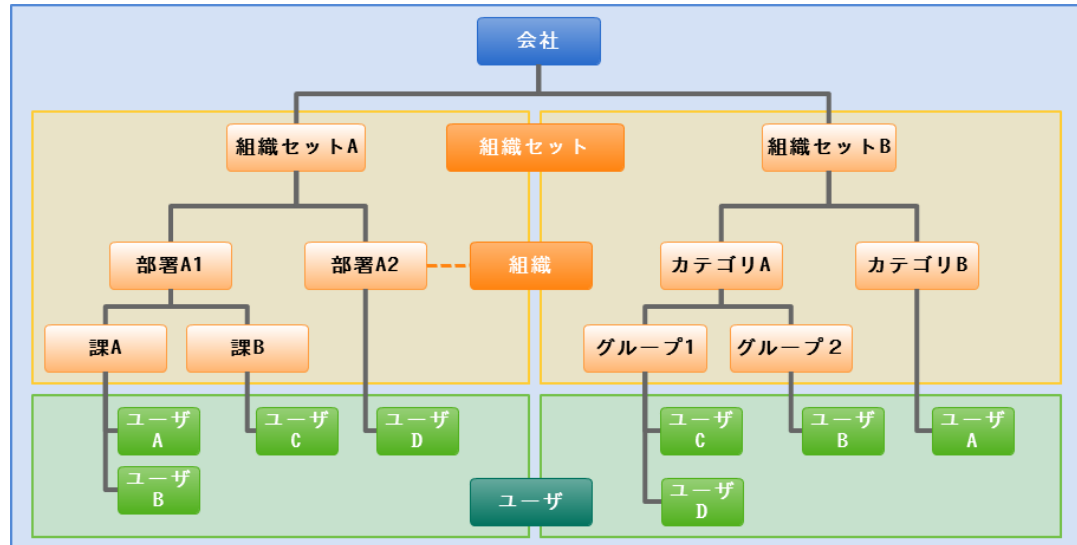 会社
組織セットA
組織セット
組織セットB
部署A1
部署A2
組織
カテゴリA
カテゴリB
課A
課B
グループ1
グループ２
ユーザ
A
ユーザ
C
ユーザ
D
ユーザ
C
ユーザ
B
ユーザ
A
ユーザ
B
ユーザ
ユーザ
D